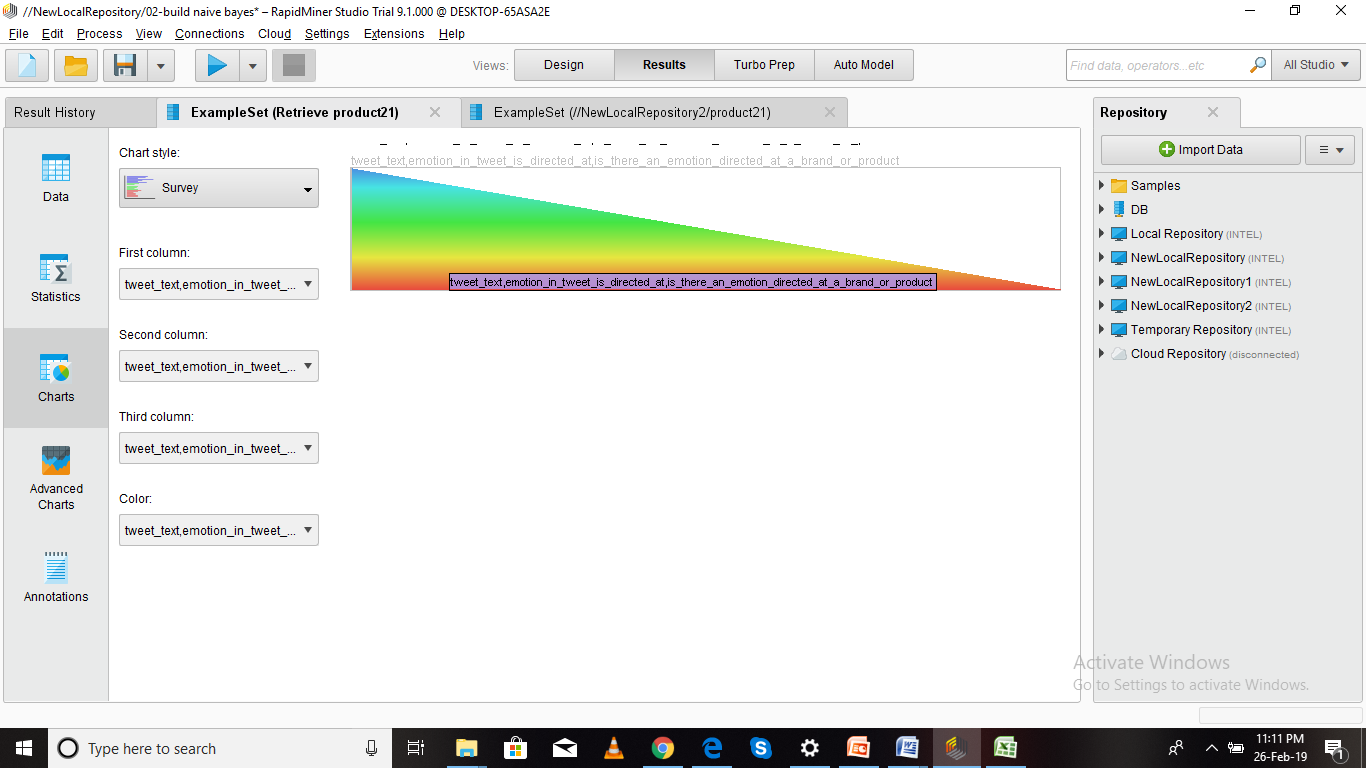 //NewLocalRepository/02-build naive bayes* – RapidMiner Studio Trial 9.1.000 @ DESKTOP-65ASA2E
File Edit Process View Connections Cloud Settings Extensions Help
Views: Design Results Turbo Prep Auto Model Find data, operators...etc All Studio
Result History ExampleSet (Retrieve product21) ExampleSet (//NewLocalRepository2/product21) Repository
Data
Statistics
Charts
Advanced
Charts
Annotations
Chart style:
Survey
First column:
tweet_text,emotion_in_tweet_...
Second column:
tweet_text,emotion_in_tweet_...
Third column:
tweet_text,emotion_in_tweet_...
Color:
tweet_text,emotion_in_tweet_...
tweet_text,emotion_in_tweet_is_directed_at,is_there_an_emotion_directed_at_a_brand_or_product
tweet_text,emotion_in_tweet_is_directed_at,is_there_an_emotion_directed_at_a_brand_or_product
Import Data
Samples
DB
Local Repository (INTEL)
NewLocalRepository (INTEL)
NewLocalRepository1 (INTEL)
NewLocalRepository2 (INTEL)
Temporary Repository (INTEL)
Cloud Repository (disconnected)
Activate Windows
Go to Settings to activate Windows.
Type here to search
11:11 PM
26-Feb-19
1